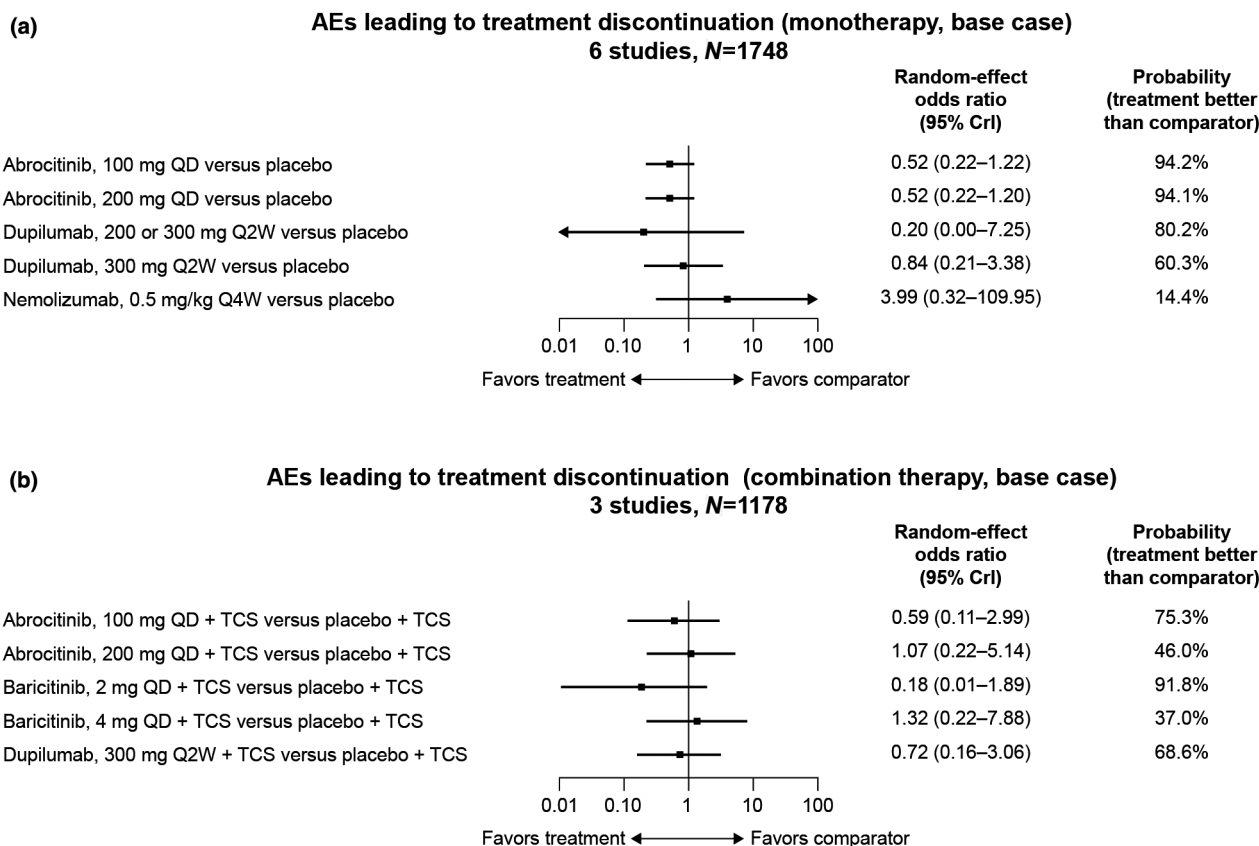 (a)
AEs leading to treatment discontinuation (monotherapy, base case)
6 studies, N=1748
Random-effect odds ratio (95% CrI)
Probability (treatment better than comparator)
Abrocitinib, 100 mg QD versus placebo 0.52 (0.22–1.22) 94.2%
Abrocitinib, 200 mg QD versus placebo 0.52 (0.22–1.20) 94.1%
Dupilumab, 200 or 300 mg Q2W versus placebo 0.20 (0.00–7.25) 80.2%
Dupilumab, 300 mg Q2W versus placebo 0.84 (0.21–3.38) 60.3%
Nemolizumab, 0.5 mg/kg Q4W versus placebo 3.99 (0.32–109.95) 14.4%
0.01 0.10 1 10 100
Favors treatment Favors comparator
(b)
AEs leading to treatment discontinuation (combination therapy, base case)
3 studies, N=1178
Random-effect odds ratio (95% CrI)
Probability (treatment better than comparator)
Abrocitinib, 100 mg QD + TCS versus placebo + TCS 0.59 (0.11–2.99) 75.3%
Abrocitinib, 200 mg QD + TCS versus placebo + TCS 1.07 (0.22–5.14) 46.0%
Baricitinib, 2 mg QD + TCS versus placebo + TCS 0.18 (0.01–1.89) 91.8%
Baricitinib, 4 mg QD + TCS versus placebo + TCS 1.32 (0.22–7.88) 37.0%
Dupilumab, 300 mg Q2W + TCS versus placebo + TCS 0.72 (0.16–3.06) 68.6%
0.01 0.10 1 10 100
Favors treatment Favors comparator